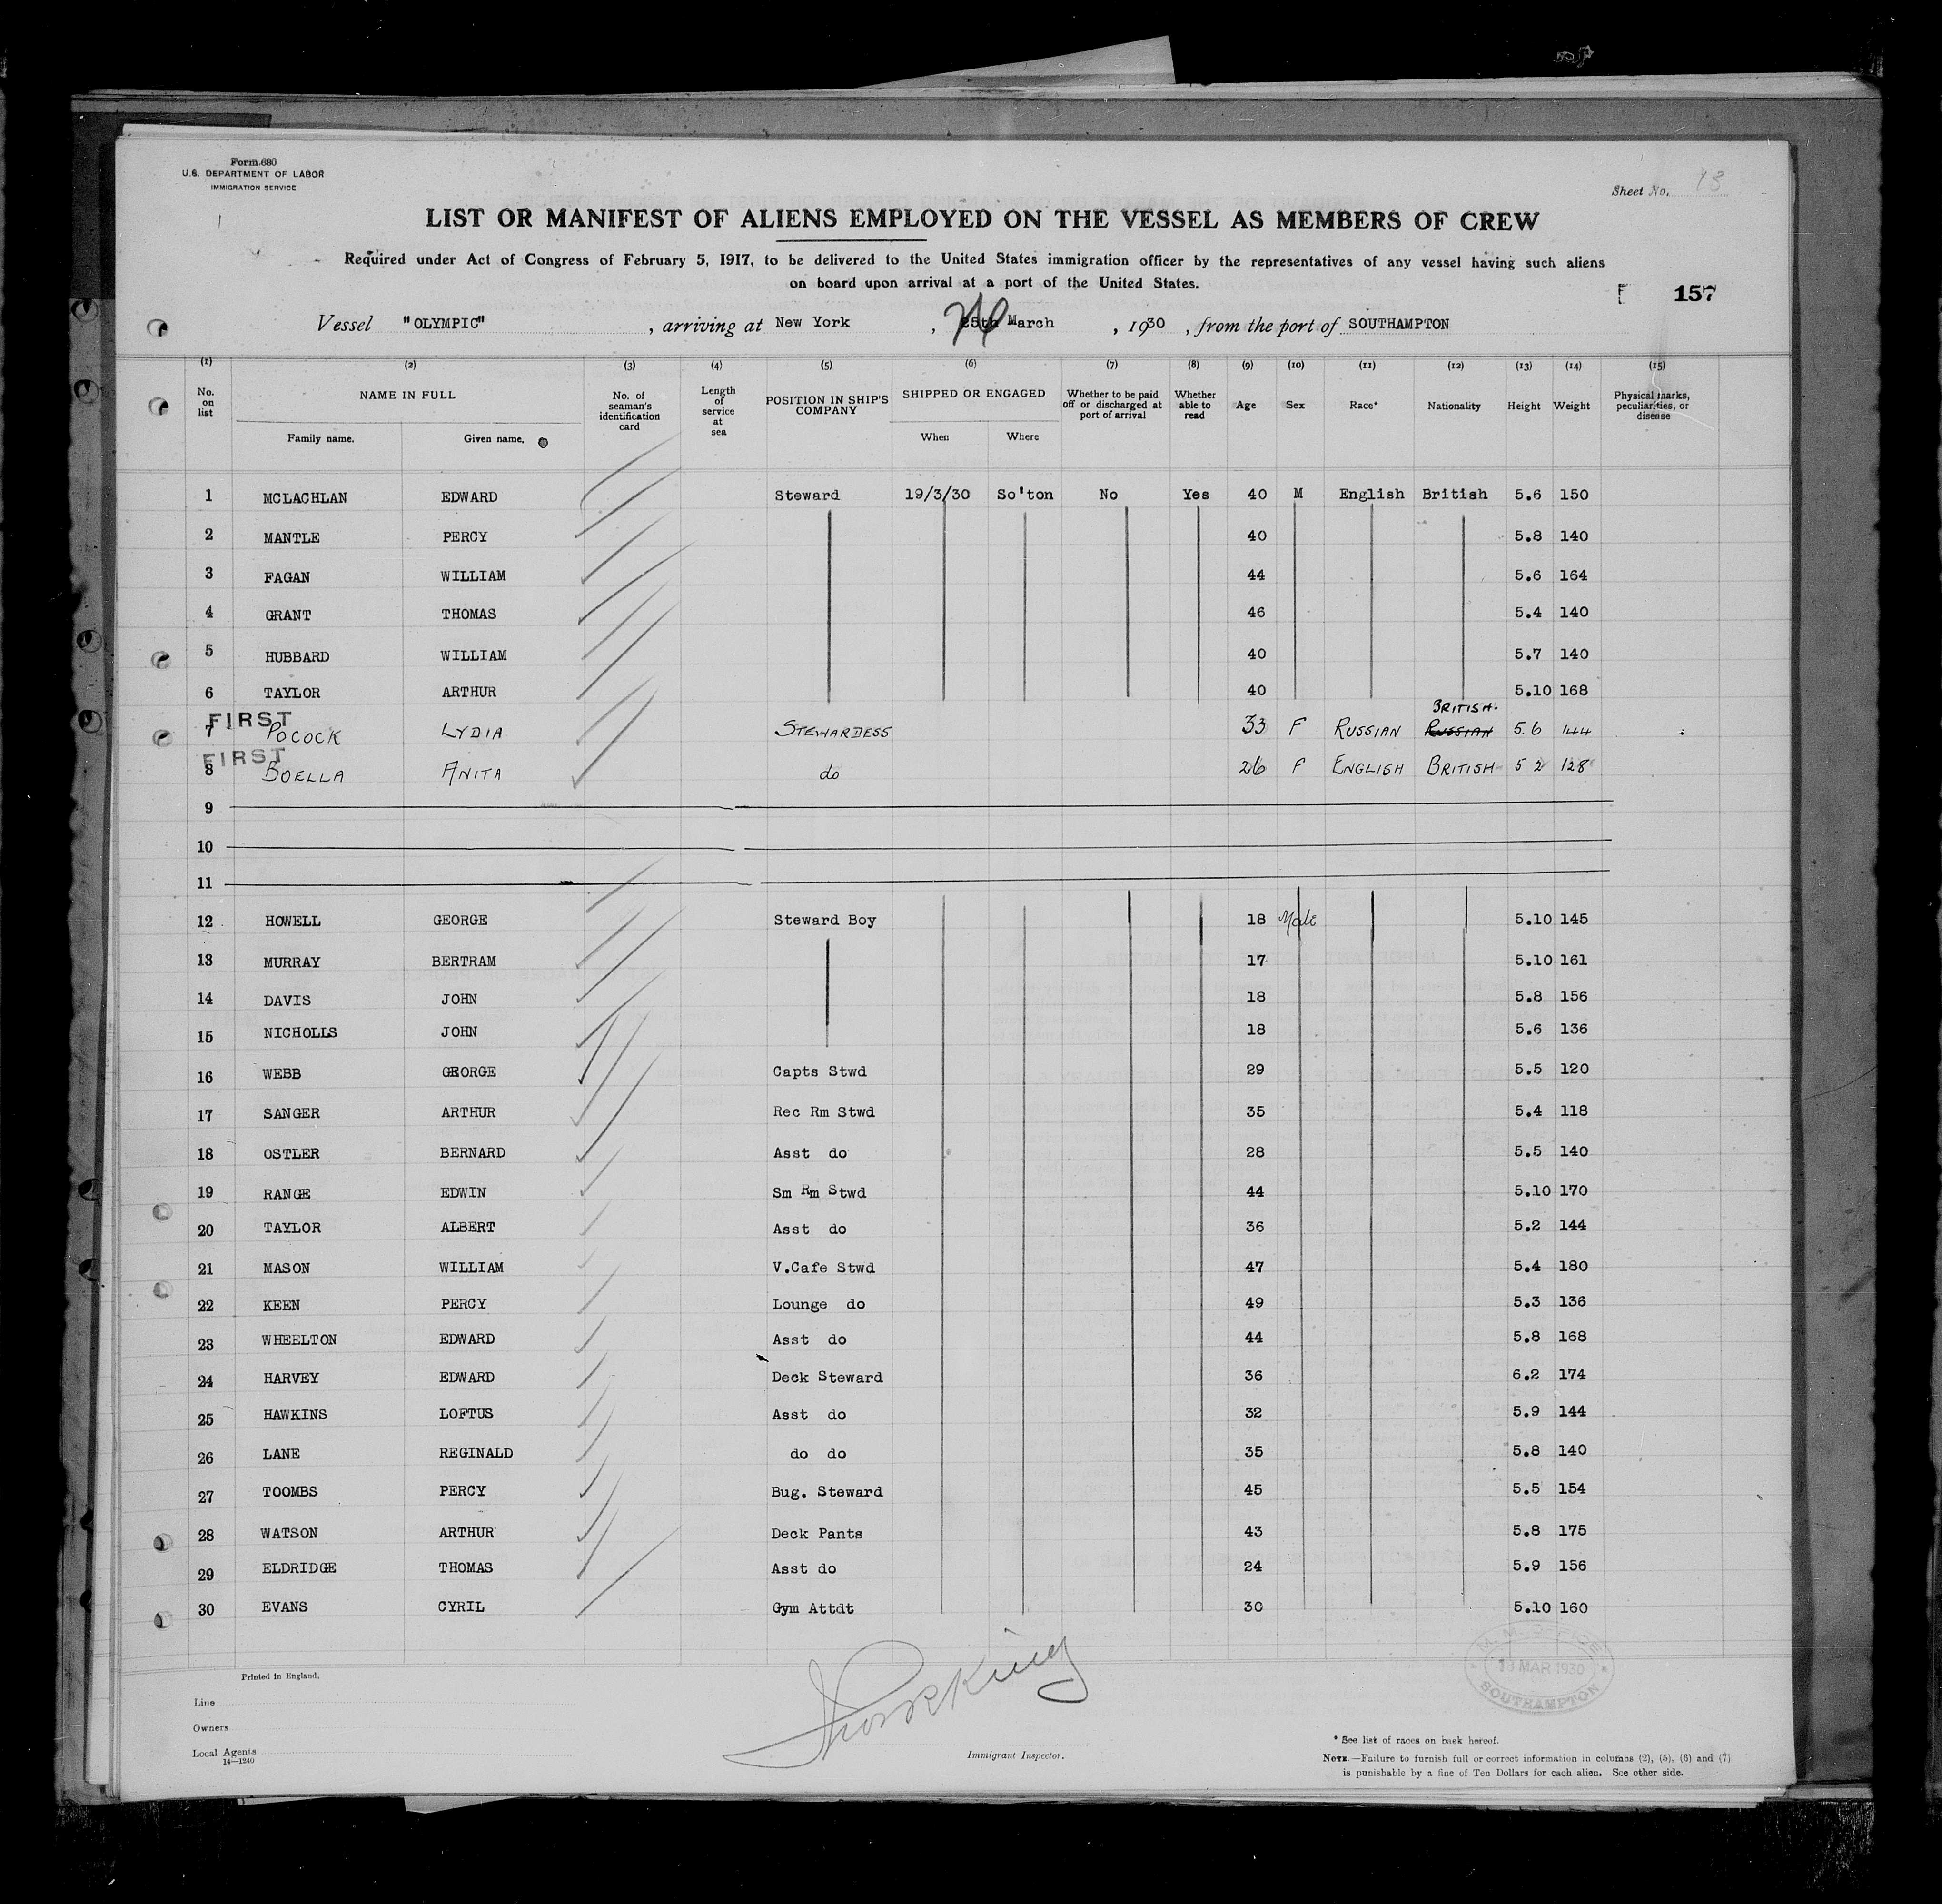 Form 680
U.S. DEPARTMENT OF LABOR
IMMIGRATION SERVICE
Sheet No. 13
LIST OR MANIFEST OF ALIENS EMPLOYED ON THE VESSEL AS MEMBERS OF CREW
Required under Act of Congress of February 5, 1917, to be delivered to the United States immigration officer by the representatives of any vessel having such aliens
on board upon arrival at a port of the United States.
157
Vessel "OLYMPIC" , arriving at New York , 25th March , 1930 , from the port of SOUTHAMPTON
(1) (2) (3) (4) (5) (6) (7) (8) (9) (10) (11) (12) (13) (14) (15)
No. on list NAME IN FULL Family name. Given name. No. of seaman's identification card Length of service at sea POSITION IN SHIP'S COMPANY SHIPPED OR ENGAGED When Where Whether to be paid off or discharged at port of arrival Whether able to read Age Sex Race* Nationality Height Weight Physical marks, peculiarities, or disease
1 MCLACHLAN EDWARD Steward 19/3/30 So'ton No Yes 40 M English British 5.6 150
2 MANTLE PERCY 40 5.8 140
3 FAGAN WILLIAM 44 5.6 164
4 GRANT THOMAS 46 5.4 140
5 HUBBARD WILLIAM 40 5.7 140
6 TAYLOR ARTHUR 40 5.10 168
FIRST BRITISH.
7 POCOCK LYDIA STEWARDESS 33 F RUSSIAN RUSSIAN 5.6 144
FIRST
8 BOELLA ANITA do 26 F ENGLISH BRITISH 5 2 128
9
10
11
12 HOWELL GEORGE Steward Boy 18 Male 5.10 145
13 MURRAY BERTRAM 17 5.10 161
14 DAVIS JOHN 18 5.8 156
15 NICHOLLS JOHN 18 5.6 136
16 WEBB GEORGE Capts Stwd 29 5.5 120
17 SANGER ARTHUR Rec Rm Stwd 35 5.4 118
18 OSTLER BERNARD Asst do 28 5.5 140
19 RANGE EDWIN Sm Rm Stwd 44 5.10 170
20 TAYLOR ALBERT Asst do 36 5.2 144
21 MASON WILLIAM V.Cafe Stwd 47 5.4 180
22 KEEN PERCY Lounge do 49 5.3 136
23 WHEELTON EDWARD Asst do 44 5.8 168
24 HARVEY EDWARD Deck Steward 36 6.2 174
25 HAWKINS LOFTUS Asst do 32 5.9 144
26 LANE REGINALD do do 35 5.8 140
27 TOOMBS PERCY Bug. Steward 45 5.5 154
28 WATSON ARTHUR Deck Pants 43 5.8 175
29 ELDRIDGE THOMAS Asst do 24 5.9 156
30 EVANS CYRIL Gym Attdt 30 5.10 160
M.M. OFFICE
19 MAR 1930
SOUTHAMPTON
Printed in England.
Line
Owners
Local Agents
14—1240
Immigrant Inspector.
* See list of races on back hereof.
NOTE.—Failure to furnish full or correct information in columns (2), (5), (6) and (7)
is punishable by a fine of Ten Dollars for each alien. See other side.